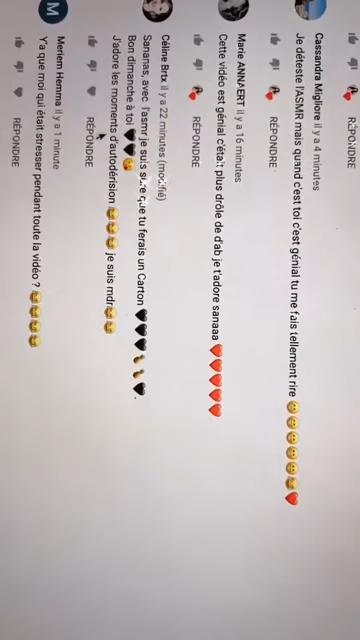 RÉPONDRE
Cassandra Migliore il y a 4 minutes
Je déteste l'ASMR mais quand c'est toi c'est génial tu me fais tellement rire 😂😂😂😂😂😂❤️
RÉPONDRE
Marie ANNAERT il y a 16 minutes
Cette vidéo est génial c'était plus drôle de d'ab je t'adore sanaaa ❤️❤️❤️❤️❤️
RÉPONDRE
Céline Brtx il y a 22 minutes (modifié)
Sananas, avec l'asmr je suis sûre que tu ferais un Carton 🖤🖤🖤
Bon dimanche à toi 🖤🖤
J'adore les moments d'autodérision 😂😂😂 je suis mdr😂😂
RÉPONDRE
M
Meriem Hemma il y a 1 minute
Y'a que moi qui était stresser pendant toute la vidéo ? 😂😂😂😂
RÉPONDRE